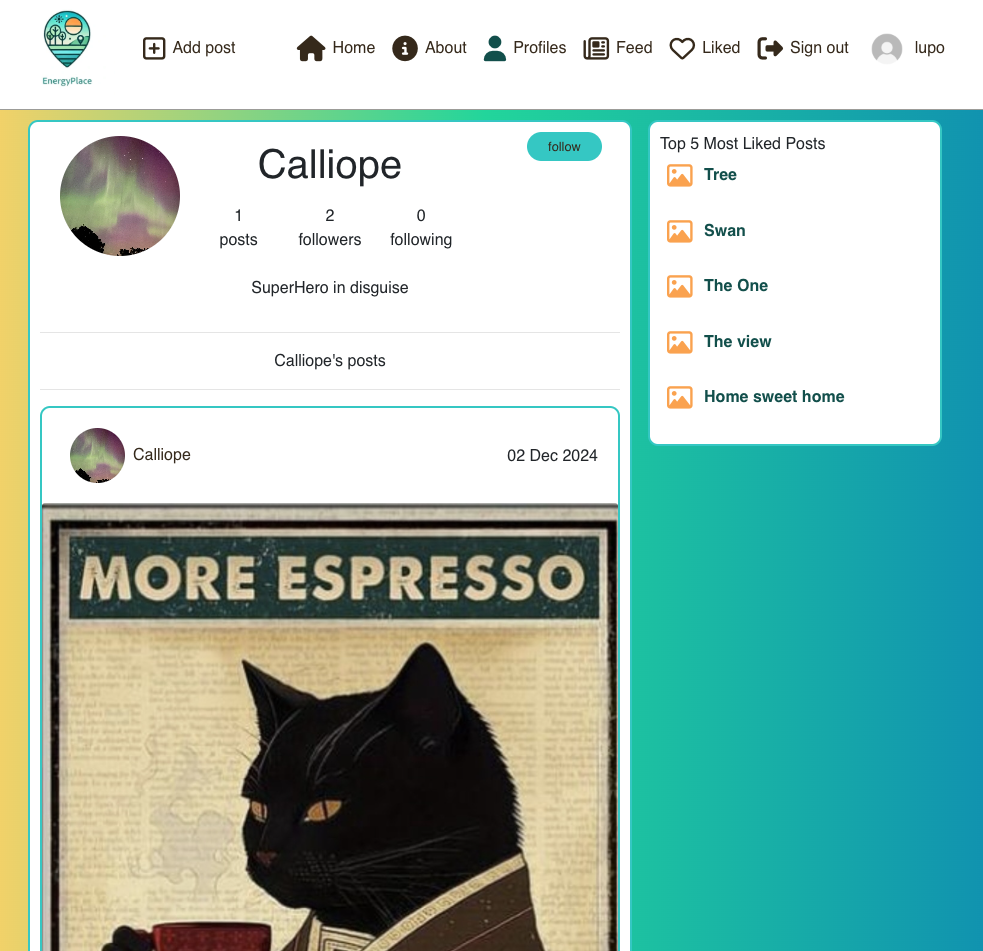 EnergyPlace
Add post
Home
About
Profiles
Feed
Liked
Sign out
lupo
Calliope
follow
1
posts
2
followers
0
following
SuperHero in disguise
Calliope's posts
Calliope
02 Dec 2024
MORE ESPRESSO
Top 5 Most Liked Posts
Tree
Swan
The One
The view
Home sweet home